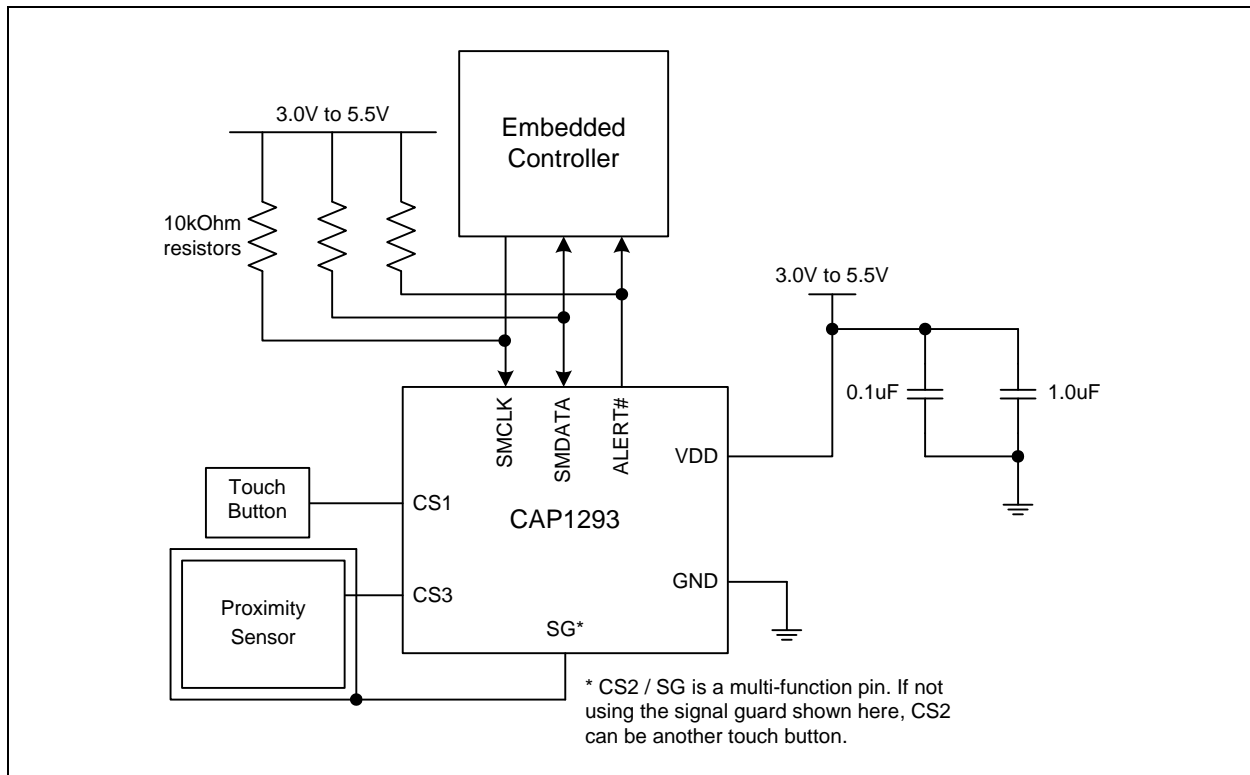 Embedded
Controller
3.0V to 5.5V
10kOhm
resistors
3.0V to 5.5V
0.1uF
1.0uF
SMCLK
SMDATA
ALERT#
VDD
Touch
Button
CS1
CAP1293
GND
CS3
Proximity
Sensor
SG*
* CS2 / SG is a multi-function pin. If not
using the signal guard shown here, CS2
can be another touch button.